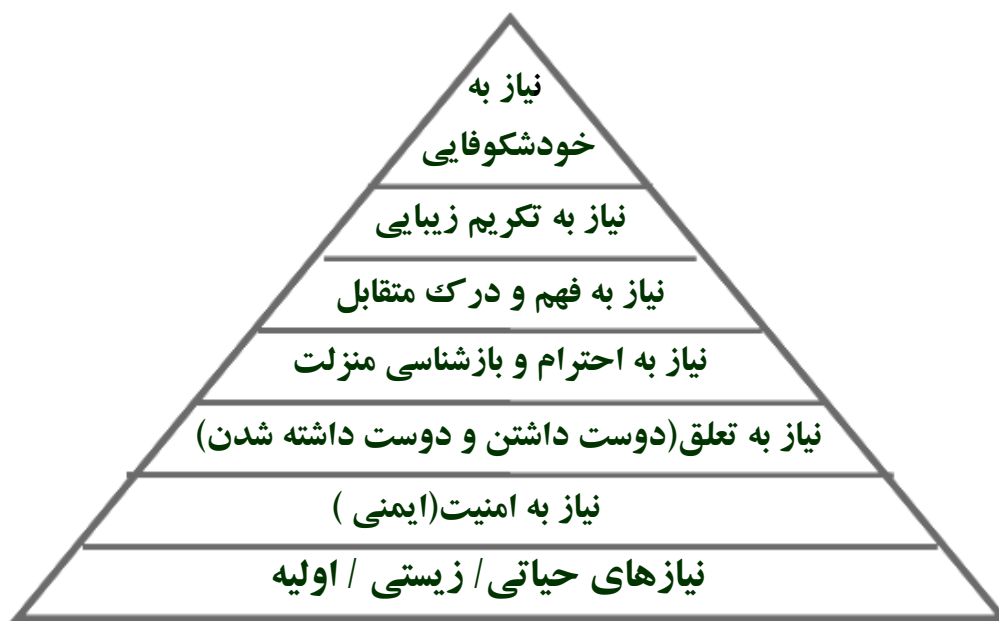 نیاز به
خودشکوفایی
نیاز به تکریم زیبایی
نیاز به فهم و درک متقابل
نیاز به احترام و بازشناسی منزلت
نیاز به تعلق(دوست داشتن و دوست داشته شدن)
نیاز به امنیت(ایمنی )
نیازهای حیاتی/ زیستی / اولیه